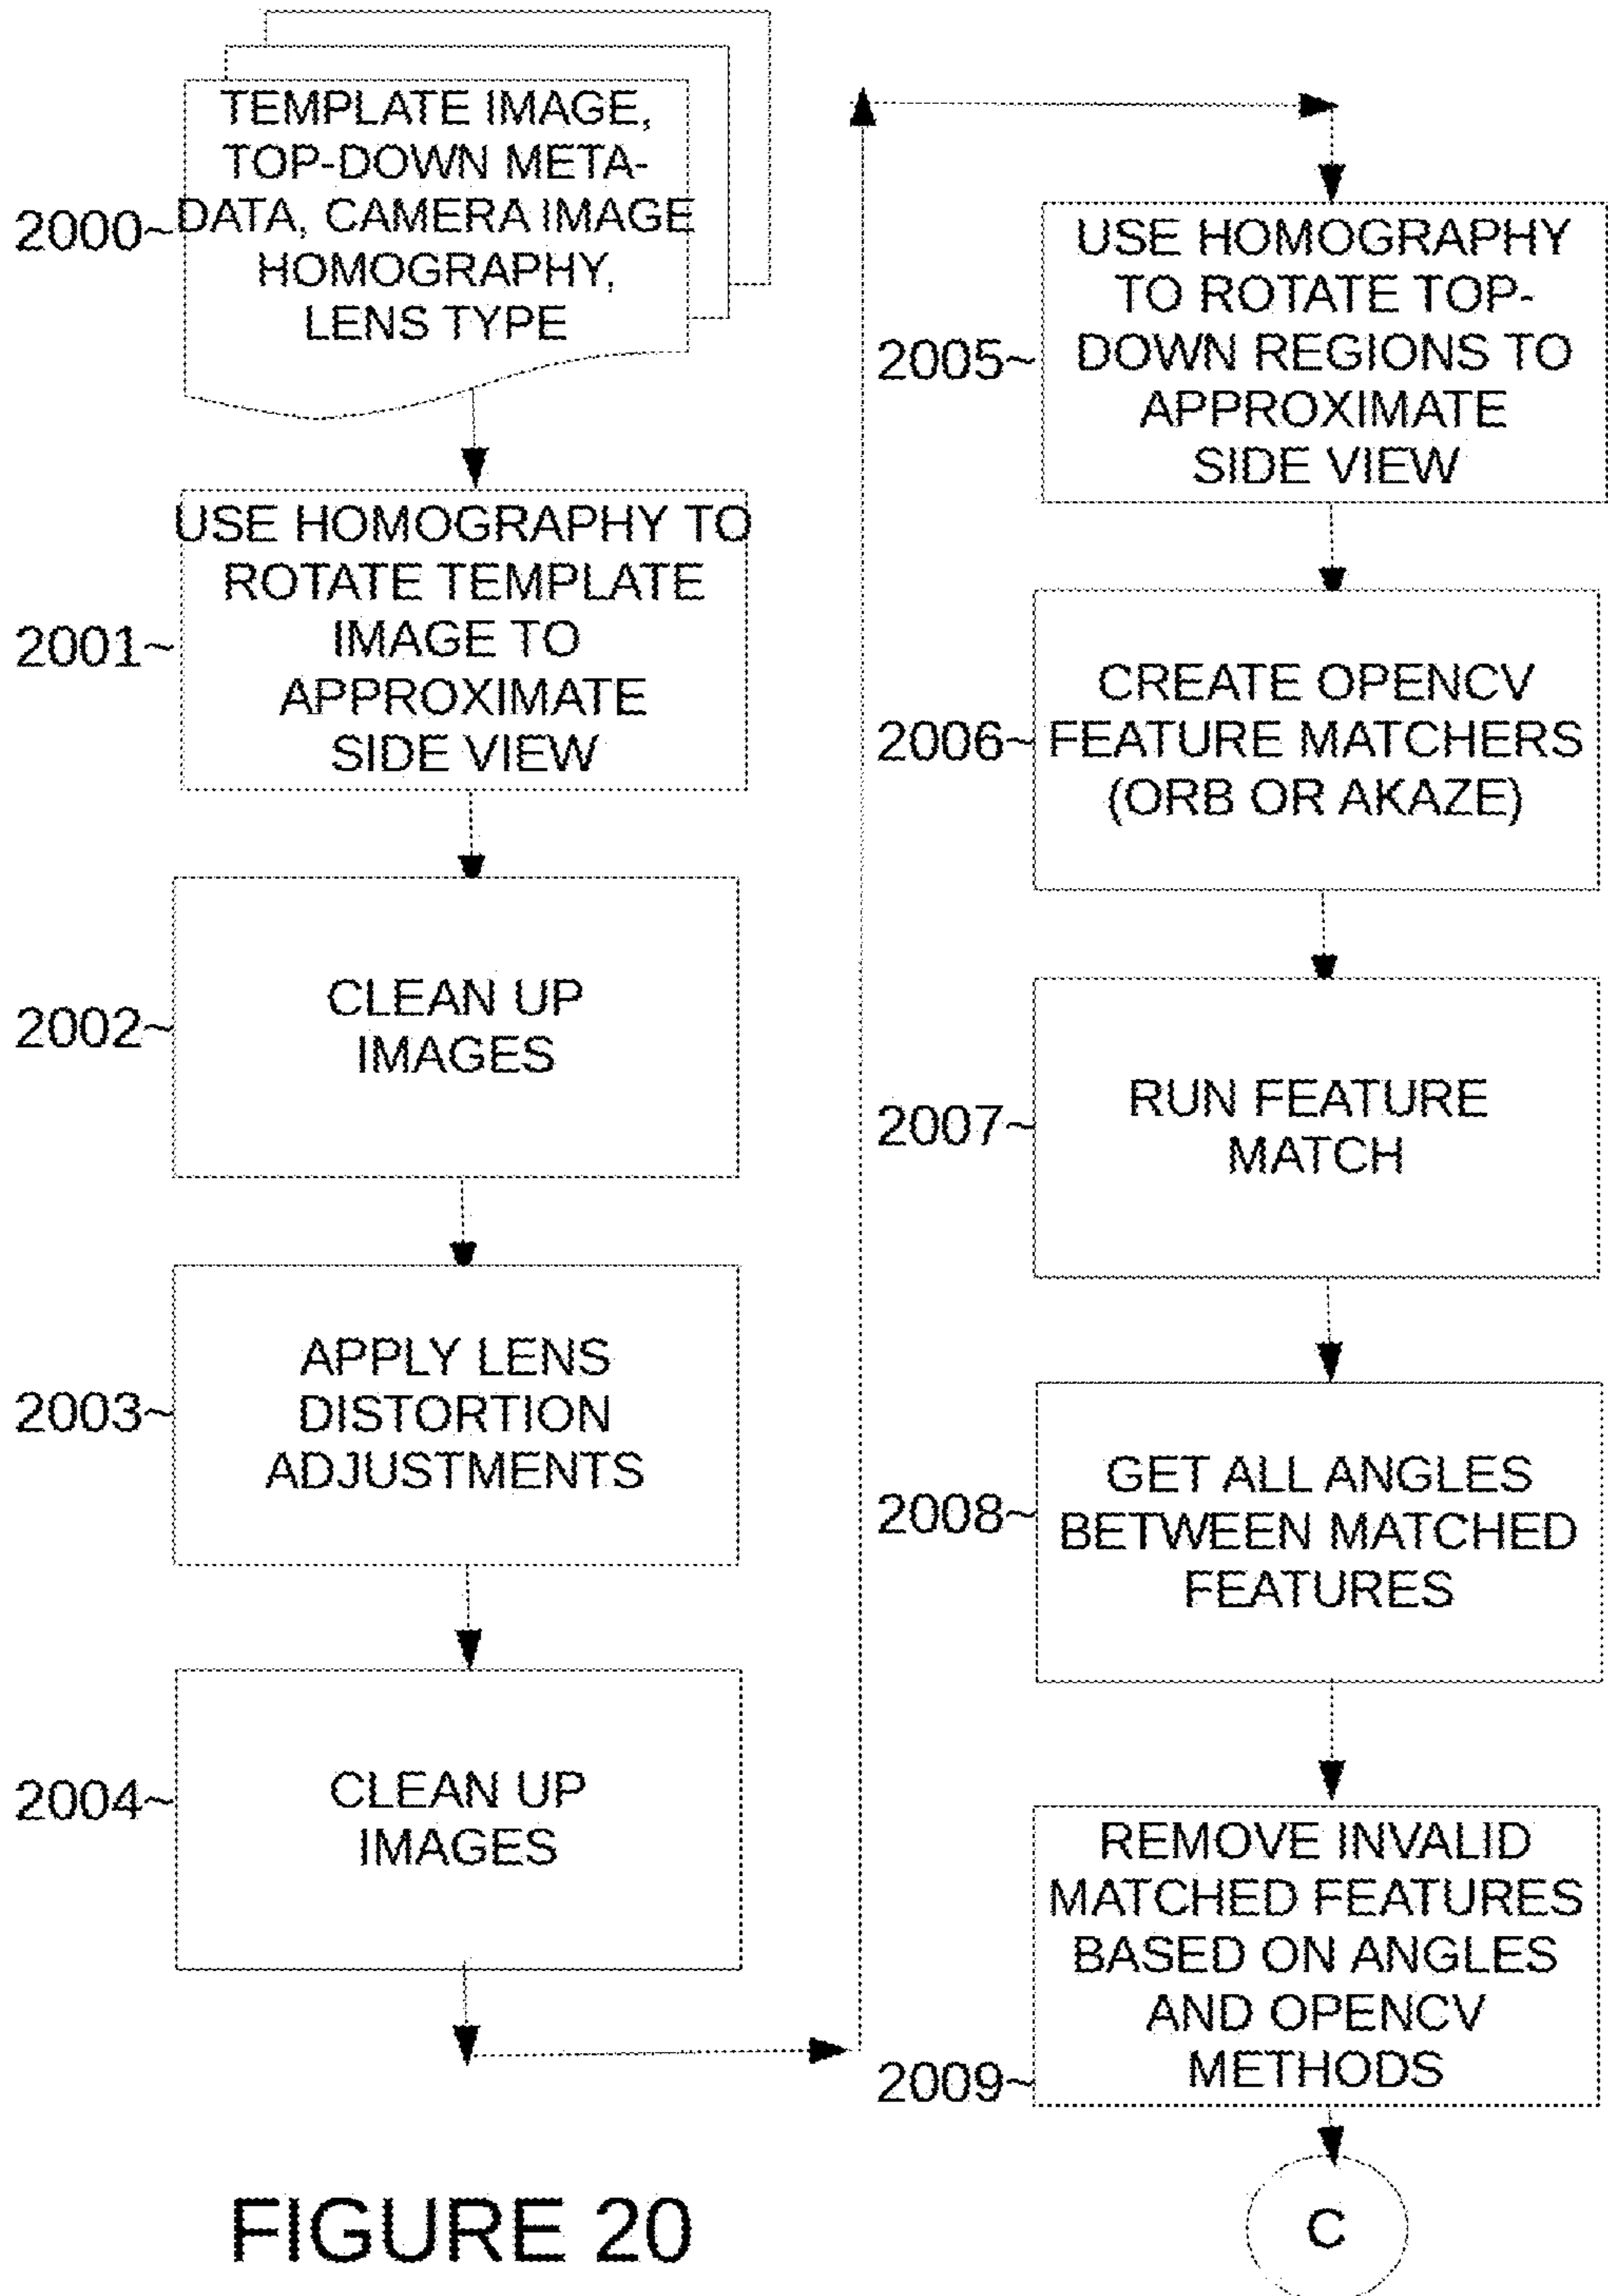 TEMPLATE IMAGE,
TOP-DOWN META-
2000~ DATA, CAMERA IMAGE
HOMOGRAPHY,
LENS TYPE
USE HOMOGRAPHY TO
ROTATE TEMPLATE
2001~ IMAGE TO
APPROXIMATE
SIDE VIEW
2002~ CLEAN UP
IMAGES
APPLY LENS
2003~ DISTORTION
ADJUSTMENTS
2004~ CLEAN UP
IMAGES
USE HOMOGRAPHY
TO ROTATE TOP-
2005~ DOWN REGIONS TO
APPROXIMATE
SIDE VIEW
CREATE OPENCV
2006~ FEATURE MATCHERS
(ORB OR AKAZE)
2007~ RUN FEATURE
MATCH
GET ALL ANGLES
2008~ BETWEEN MATCHED
FEATURES
REMOVE INVALID
MATCHED FEATURES
BASED ON ANGLES
AND OPENCV
2009~ METHODS
C
FIGURE 20